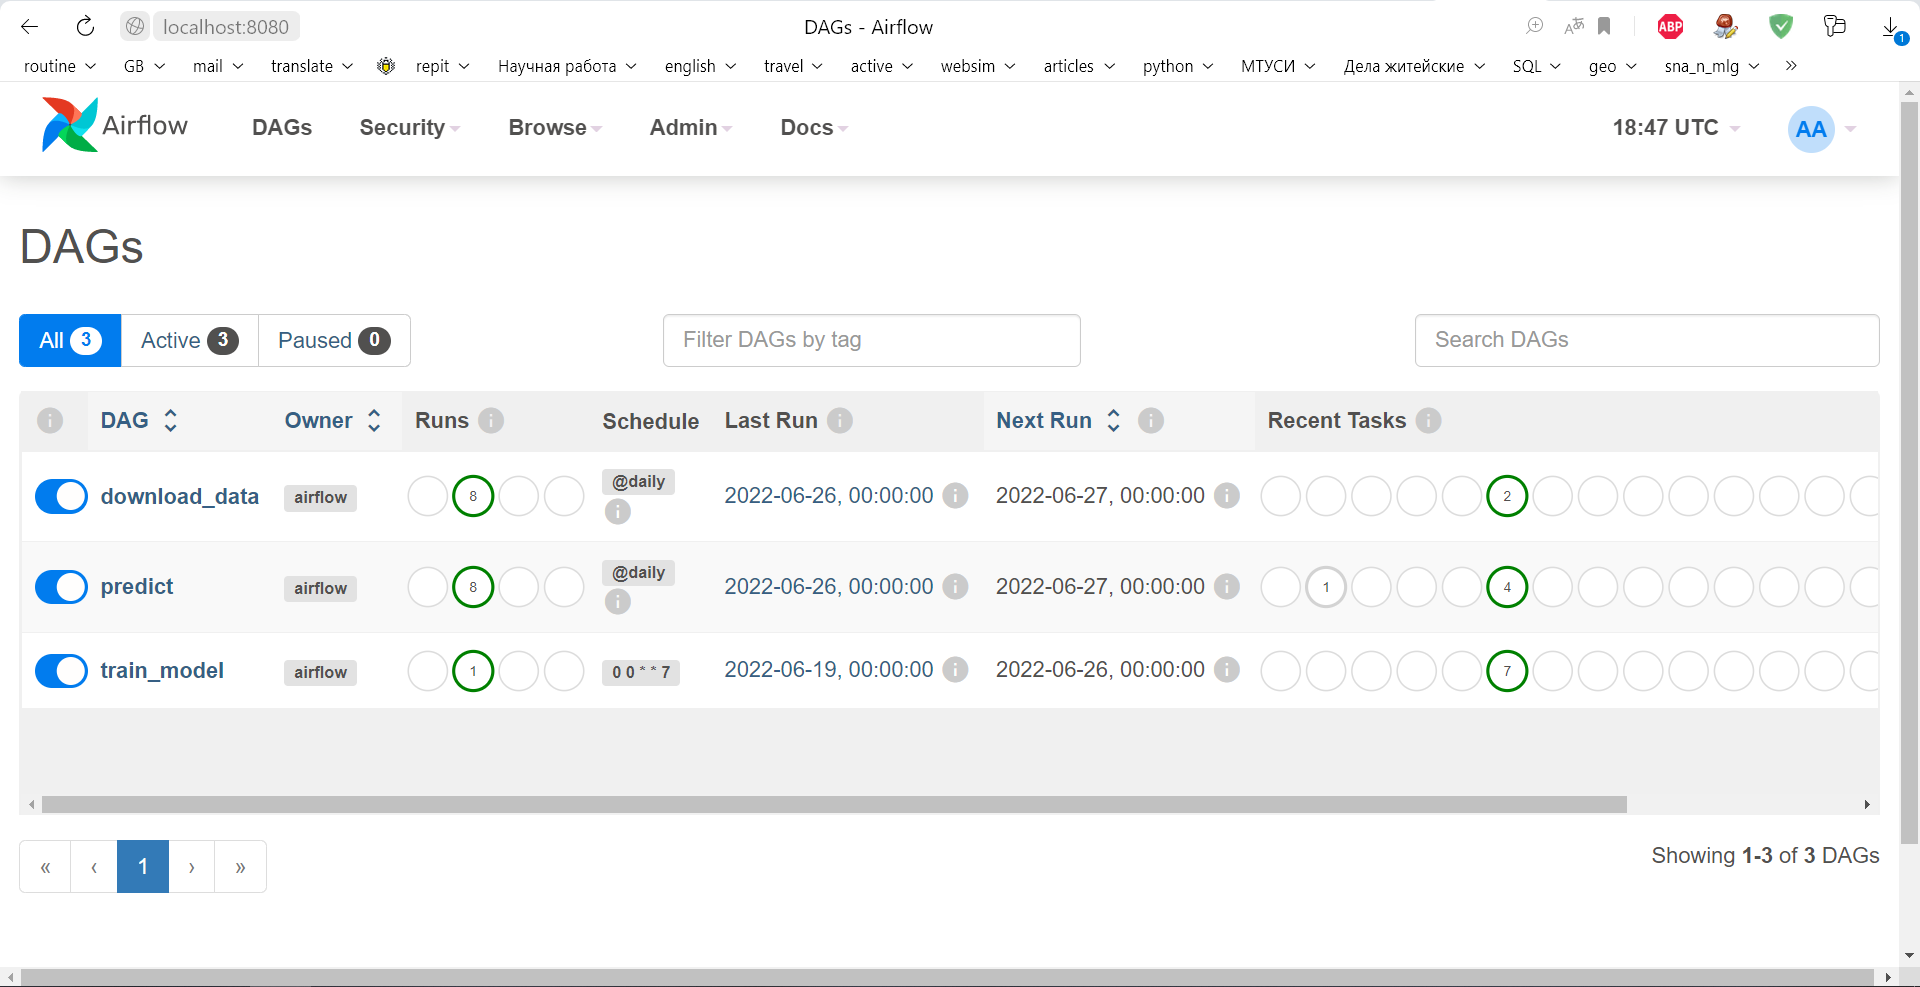 localhost:8080 DAGs - Airflow ABP 1
routine GB mail translate repit Научная работа english travel active websim articles python МТУСИ Дела житейские SQL geo sna_n_mlg »
Airflow DAGs Security Browse Admin Docs 18:47 UTC AA
DAGs
All 3 Active 3 Paused 0 Filter DAGs by tag Search DAGs
i DAG Owner Runs i Schedule Last Run i Next Run i Recent Tasks i
download_data airflow 8 @daily i 2022-06-26, 00:00:00 i 2022-06-27, 00:00:00 i 2
predict airflow 8 @daily i 2022-06-26, 00:00:00 i 2022-06-27, 00:00:00 i 1 4
train_model airflow 1 0 0 * * 7 2022-06-19, 00:00:00 i 2022-06-26, 00:00:00 i 7
« ‹ 1 › » Showing 1-3 of 3 DAGs